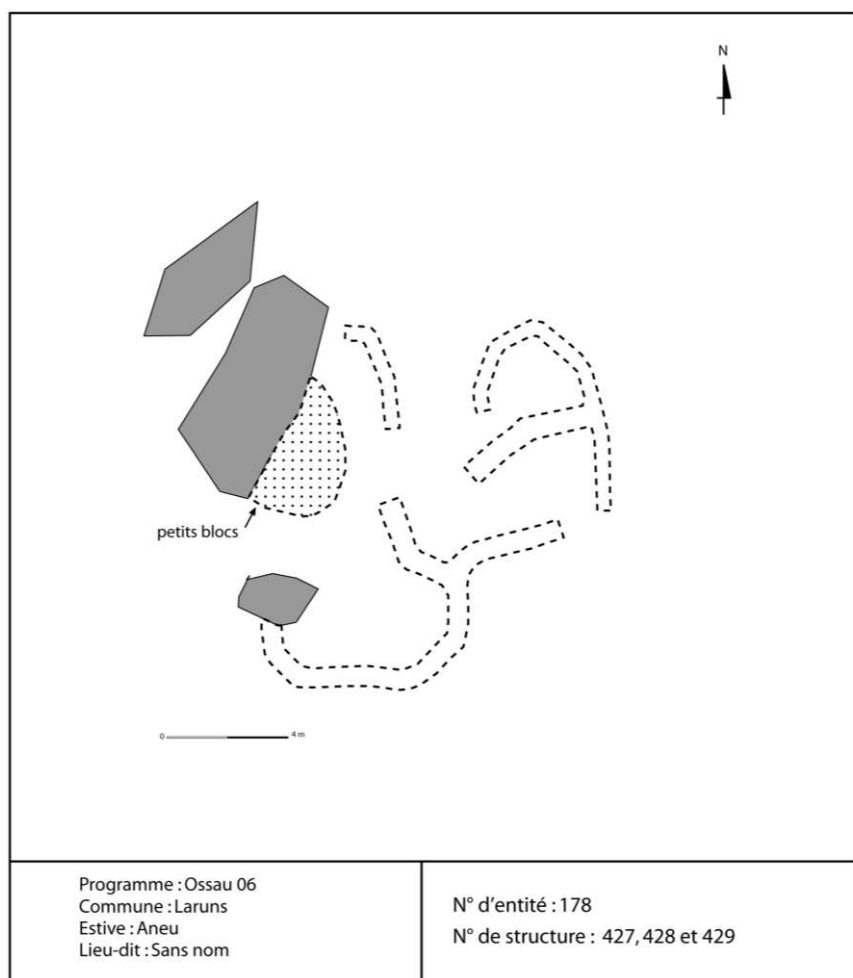 N
petits blocs
0 4 m
Programme : Ossau 06
Commune : Laruns
Estive : Aneu
Lieu-dit : Sans nom
N° d'entité : 178
N° de structure : 427, 428 et 429